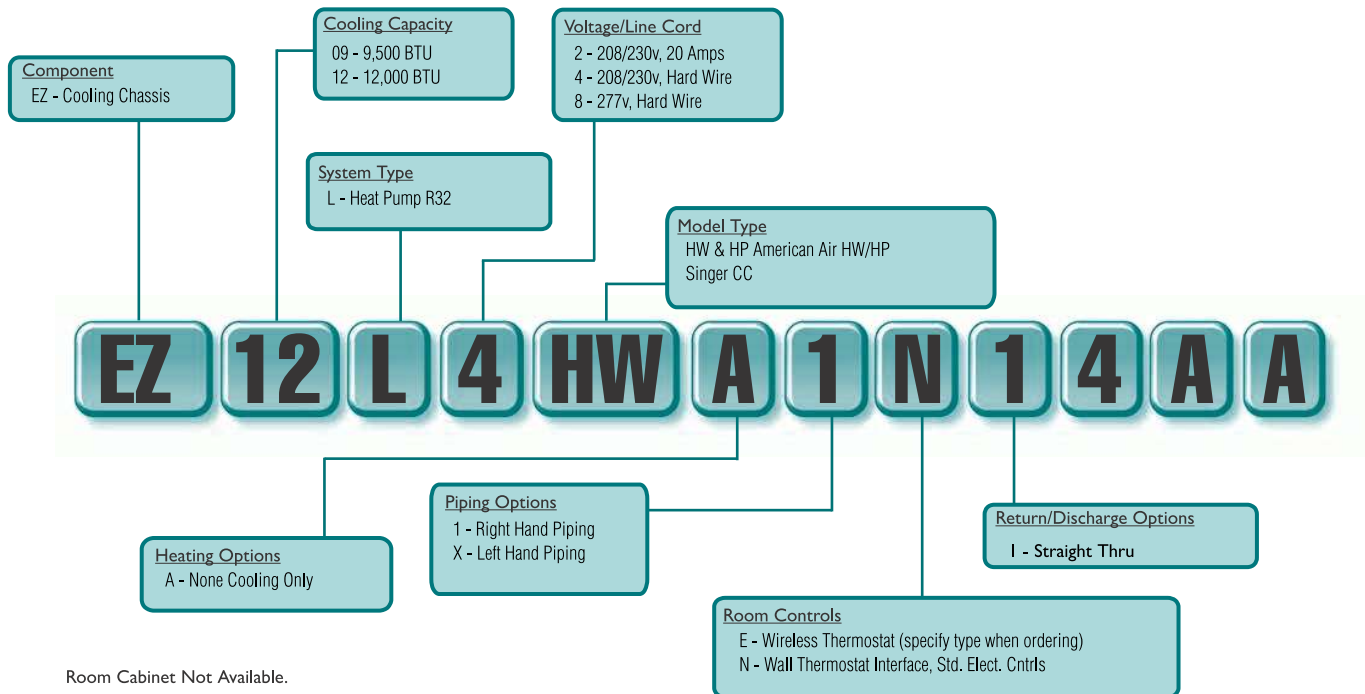 Component
EZ - Cooling Chassis
Cooling Capacity
09 - 9,500 BTU
12 - 12,000 BTU
Voltage/Line Cord
2 - 208/230v, 20 Amps
4 - 208/230v, Hard Wire
8 - 277v, Hard Wire
System Type
L - Heat Pump R32
Model Type
HW & HP American Air HW/HP
Singer CC
EZ 12 L 4 HW A 1 N 1 4 A A
Heating Options
A - None Cooling Only
Piping Options
1 - Right Hand Piping
X - Left Hand Piping
Return/Discharge Options
1 - Straight Thru
Room Controls
E - Wireless Thermostat (specify type when ordering)
N - Wall Thermostat Interface, Std. Elect. Cntrls
Room Cabinet Not Available.